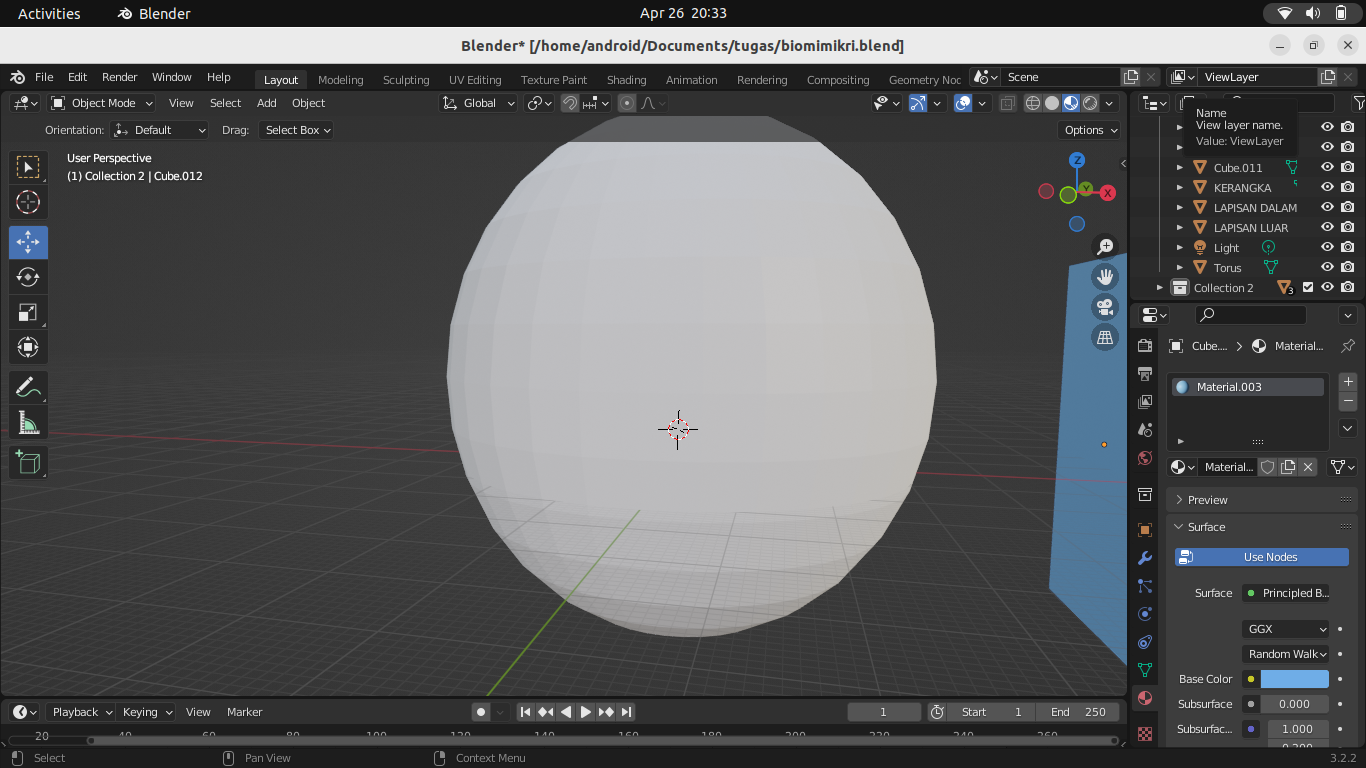 Activities Blender Apr 26 20:33
Blender* [/home/android/Documents/tugas/biomimikri.blend]
File Edit Render Window Help Layout Modeling Sculpting UV Editing Texture Paint Shading Animation Rendering Compositing Geometry Noc Scene ViewLayer
Object Mode View Select Add Object Global
Orientation: Default Drag: Select Box Options
Name
View layer name.
Value: ViewLayer
User Perspective
(1) Collection 2 | Cube.012
Z
Y
X
Cube.011
KERANGKA
LAPISAN DALAM
LAPISAN LUAR
Light
Torus
Collection 2 3
Cube.... Material...
Material.003
Material...
Preview
Surface
Use Nodes
Surface Principled B...
GGX
Random Walk
Base Color
Subsurface 0.000
Subsurfac... 1.000
0.200
Playback Keying View Marker 1 Start 1 End 250
20 40 60 80 100 120 140 160 180 200 220 240 260
Select Pan View Context Menu 3.2.2